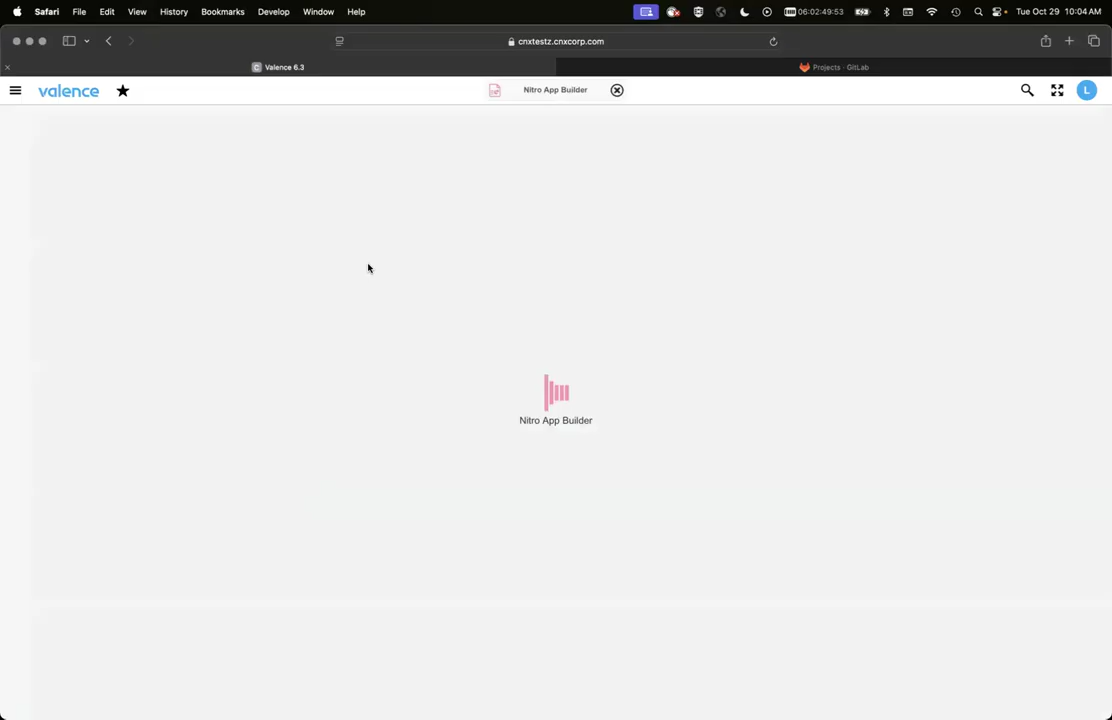 Safari File Edit View History Bookmarks Develop Window Help 06:02:49:53 Tue Oct 29 10:04 AM
cnxtestz.cnxcorp.com
C Valence 6.3 Projects · GitLab
valence Nitro App Builder L
Nitro App Builder